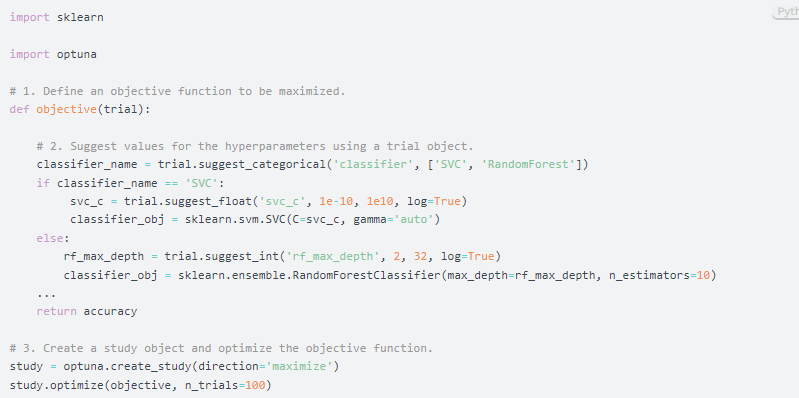 import sklearn
Pyth
import optuna
# 1. Define an objective function to be maximized.
def objective(trial):
    # 2. Suggest values for the hyperparameters using a trial object.
    classifier_name = trial.suggest_categorical('classifier', ['SVC', 'RandomForest'])
    if classifier_name == 'SVC':
         svc_c = trial.suggest_float('svc_c', 1e-10, 1e10, log=True)
         classifier_obj = sklearn.svm.SVC(C=svc_c, gamma='auto')
    else:
        rf_max_depth = trial.suggest_int('rf_max_depth', 2, 32, log=True)
        classifier_obj = sklearn.ensemble.RandomForestClassifier(max_depth=rf_max_depth, n_estimators=10)
    ...
    return accuracy
# 3. Create a study object and optimize the objective function.
study = optuna.create_study(direction='maximize')
study.optimize(objective, n_trials=100)